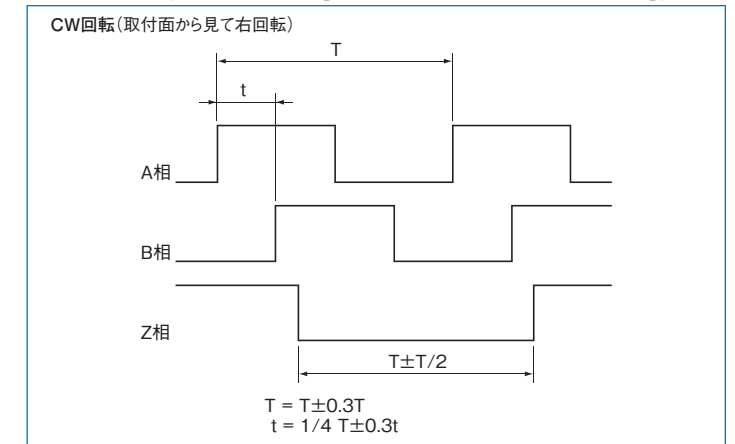 CW回転(取付面から見て右回転)
T
t
A相
B相
Z相
T±T/2
T = T±0.3T
t = 1/4 T±0.3t